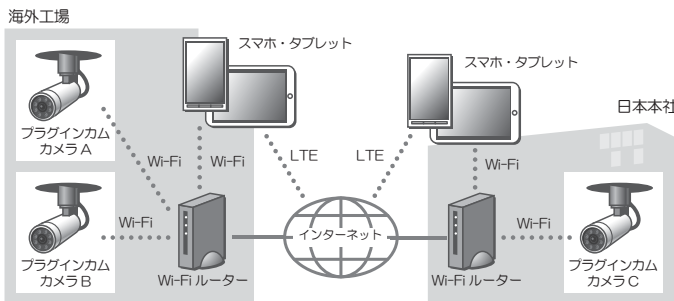 海外工場
スマホ・タブレット
スマホ・タブレット
日本本社
プラグインカム
カメラA
Wi-Fi
Wi-Fi
LTE
LTE
Wi-Fi
Wi-Fi
Wi-Fi
インターネット
プラグインカム
カメラB
Wi-Fi ルーター
Wi-Fi ルーター
プラグインカム
カメラC